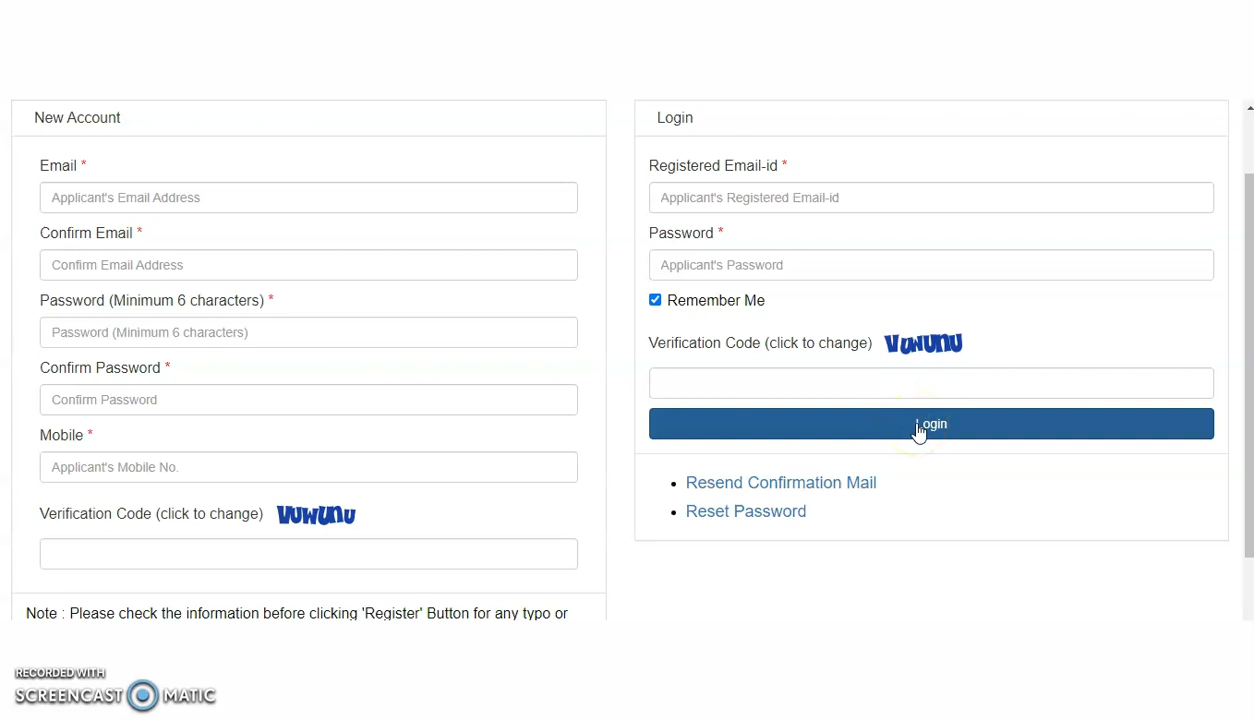 New Account
Email *
Applicant's Email Address
Confirm Email *
Confirm Email Address
Password (Minimum 6 characters) *
Password (Minimum 6 characters)
Confirm Password *
Confirm Password
Mobile *
Applicant's Mobile No.
Verification Code (click to change) VUWUNU
Note : Please check the information before clicking 'Register' Button for any typo or
Login
Registered Email-id *
Applicant's Registered Email-id
Password *
Applicant's Password
Remember Me
Verification Code (click to change) VUWUNU
Login
Resend Confirmation Mail
Reset Password
RECORDED WITH
SCREENCAST MATIC